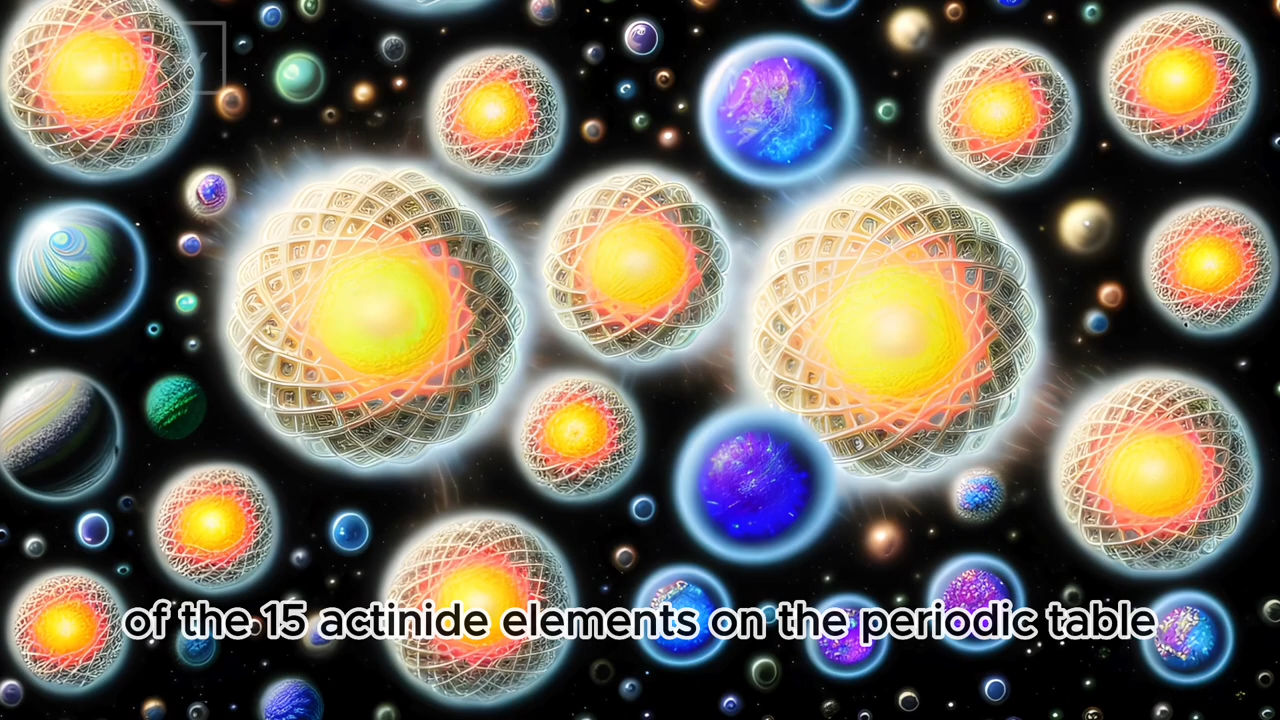 of the 15 actinide elements on the periodic table